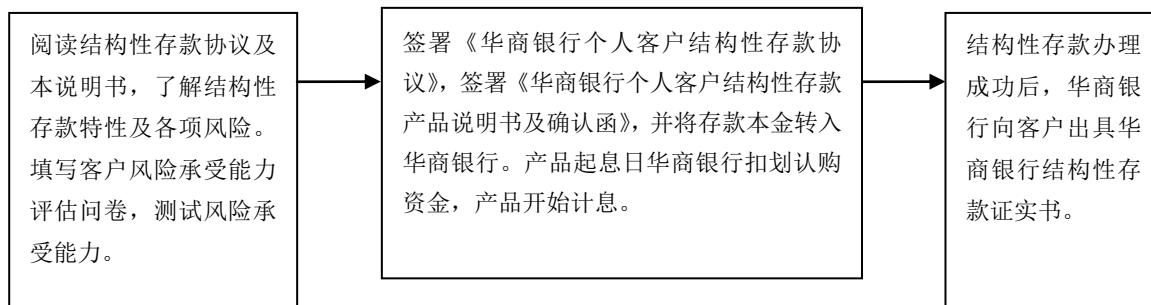 阅读结构性存款协议及
本说明书，了解结构性
存款特性及各项风险。
填写客户风险承受能力
评估问卷，测试风险承
受能力。
签署《华商银行个人客户结构性存款协
议》，签署《华商银行个人客户结构性存款
产品说明书及确认函》，并将存款本金转入
华商银行。产品起息日华商银行扣划认购
资金，产品开始计息。
结构性存款办理
成功后，华商银
行向客户出具华
商银行结构性存
款证实书。